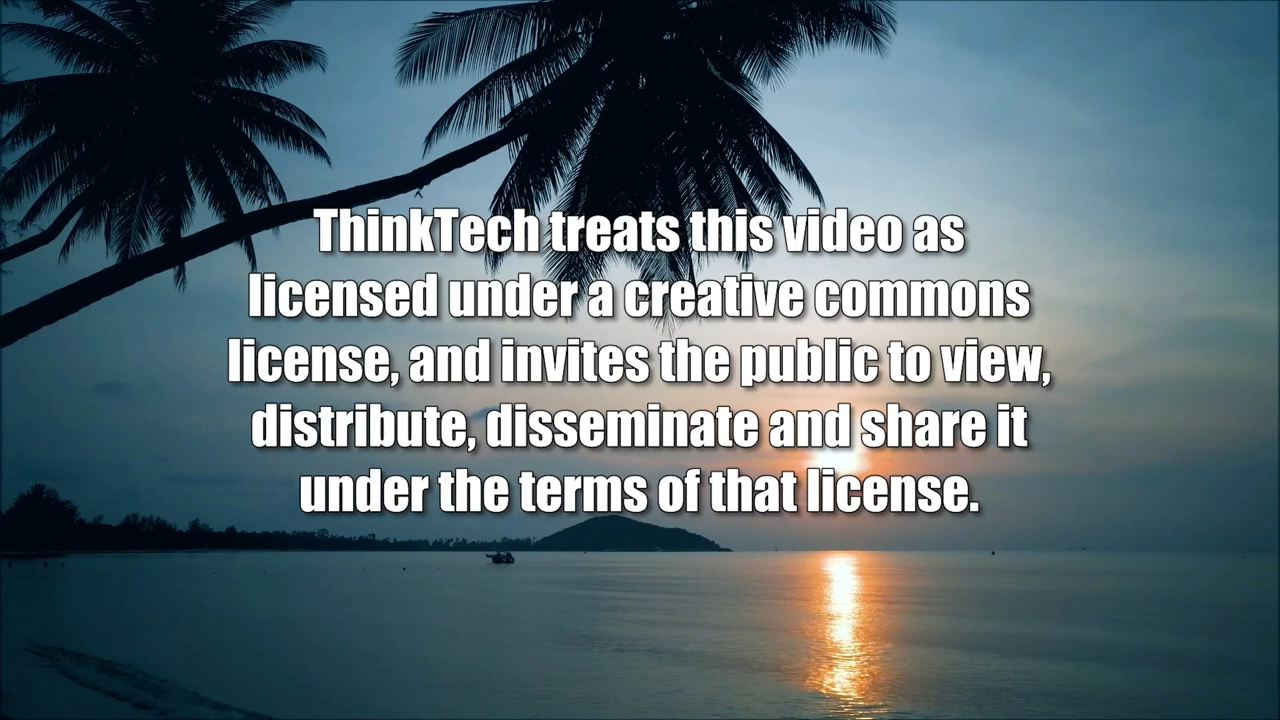 ThinkTech treats this video as
licensed under a creative commons
license, and invites the public to view,
distribute, disseminate and share it
under the terms of that license.